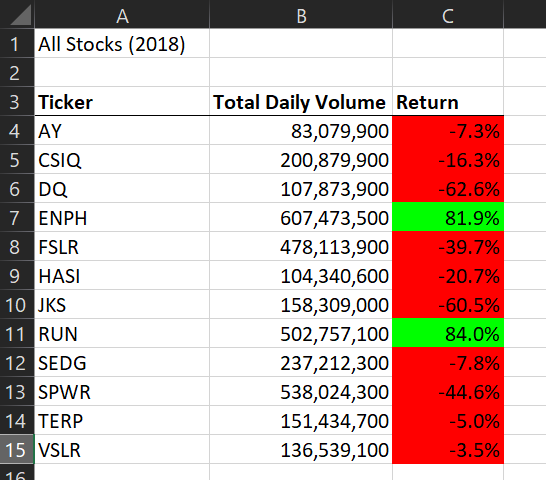 A B C
1 All Stocks (2018)
2
3 Ticker Total Daily Volume Return
4 AY 83,079,900 -7.3%
5 CSIQ 200,879,900 -16.3%
6 DQ 107,873,900 -62.6%
7 ENPH 607,473,500 81.9%
8 FSLR 478,113,900 -39.7%
9 HASI 104,340,600 -20.7%
10 JKS 158,309,000 -60.5%
11 RUN 502,757,100 84.0%
12 SEDG 237,212,300 -7.8%
13 SPWR 538,024,300 -44.6%
14 TERP 151,434,700 -5.0%
15 VSLR 136,539,100 -3.5%
16